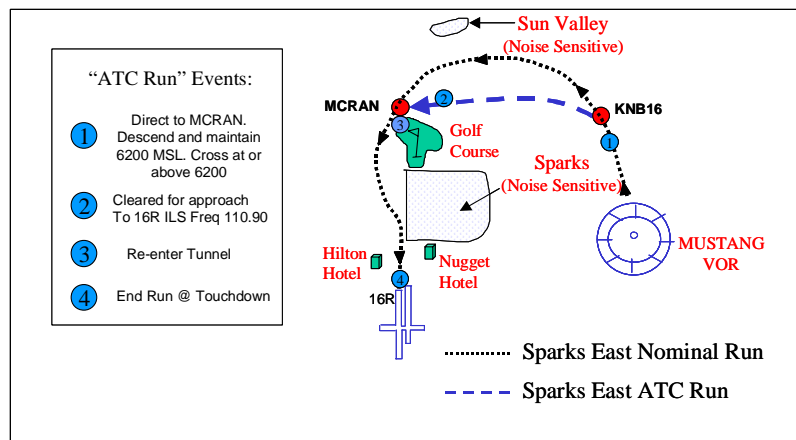 “ATC Run” Events:
1
Direct to MCRAN.
Descend and maintain
6200 MSL. Cross at or
above 6200
2
Cleared for approach
To 16R ILS Freq 110.90
3
Re-enter Tunnel
4
End Run @ Touchdown
Sun Valley
(Noise Sensitive)
MCRAN
2
KNB16
3
Golf
Course
1
Sparks
(Noise Sensitive)
MUSTANG
VOR
Hilton
Hotel
Nugget
Hotel
4
16R
Sparks East Nominal Run
Sparks East ATC Run